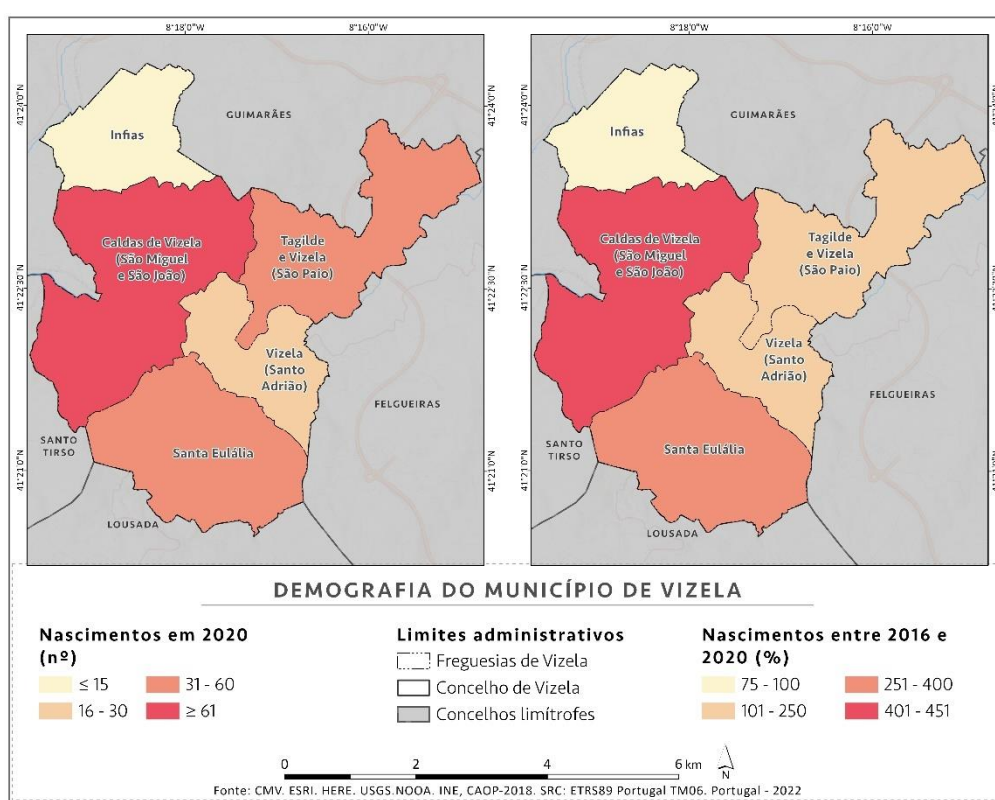 8°18'0"W
8°16'0"W
8°18'0"W
8°16'0"W
41°24'0"N
41°24'0"N
41°22'30"N
41°22'30"N
41°21'0"N
41°21'0"N
GUIMARÃES
Infias
Caldas de Vizela
(São Miguel
e São João)
Tagilde
e Vizela
(São Paio)
Vizela
(Santo
Adrião)
FELGUEIRAS
SANTO
TIRSO
Santa Eulália
LOUSADA
GUIMARÃES
Infias
Caldas de Vizela
(São Miguel
e São João)
Tagilde
e Vizela
(São Paio)
Vizela
(Santo
Adrião)
FELGUEIRAS
SANTO
TIRSO
Santa Eulália
LOUSADA
DEMOGRAFIA DO MUNICÍPIO DE VIZELA
Nascimentos em 2020
(nº)
≤ 15
31 - 60
16 - 30
≥ 61
Limites administrativos
Freguesias de Vizela
Concelho de Vizela
Concelhos limítrofes
Nascimentos entre 2016 e
2020 (%)
75 - 100
251 - 400
101 - 250
401 - 451
0 2 4 6 km
N
Fonte: CMV. ESRI. HERE. USGS.NOOA. INE, CAOP-2018. SRC: ETRS89 Portugal TM06. Portugal - 2022